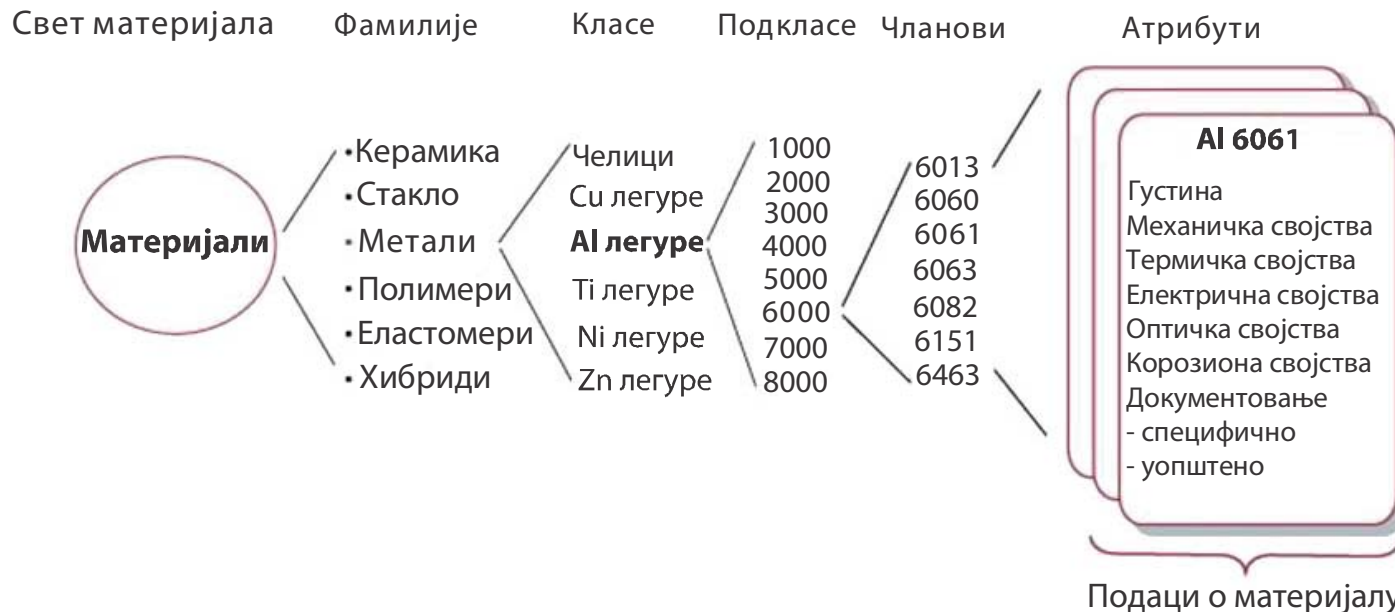 Свет материјала
Фамилије
Класе
Подкласе
Чланови
Атрибути
Материјали
•Керамика
•Стакло
•Метали
•Полимери
•Еластомери
•Хибриди
Челици
Cu легуре
Al легуре
Ti легуре
Ni легуре
Zn легуре
1000
2000
3000
4000
5000
6000
7000
8000
6013
6060
6061
6063
6082
6151
6463
Al 6061
Густина
Механичка својства
Термичка својства
Електрична својства
Оптичка својства
Корозиона својства
Документовање
- специфично
- уопштено
Подаци о материјалу